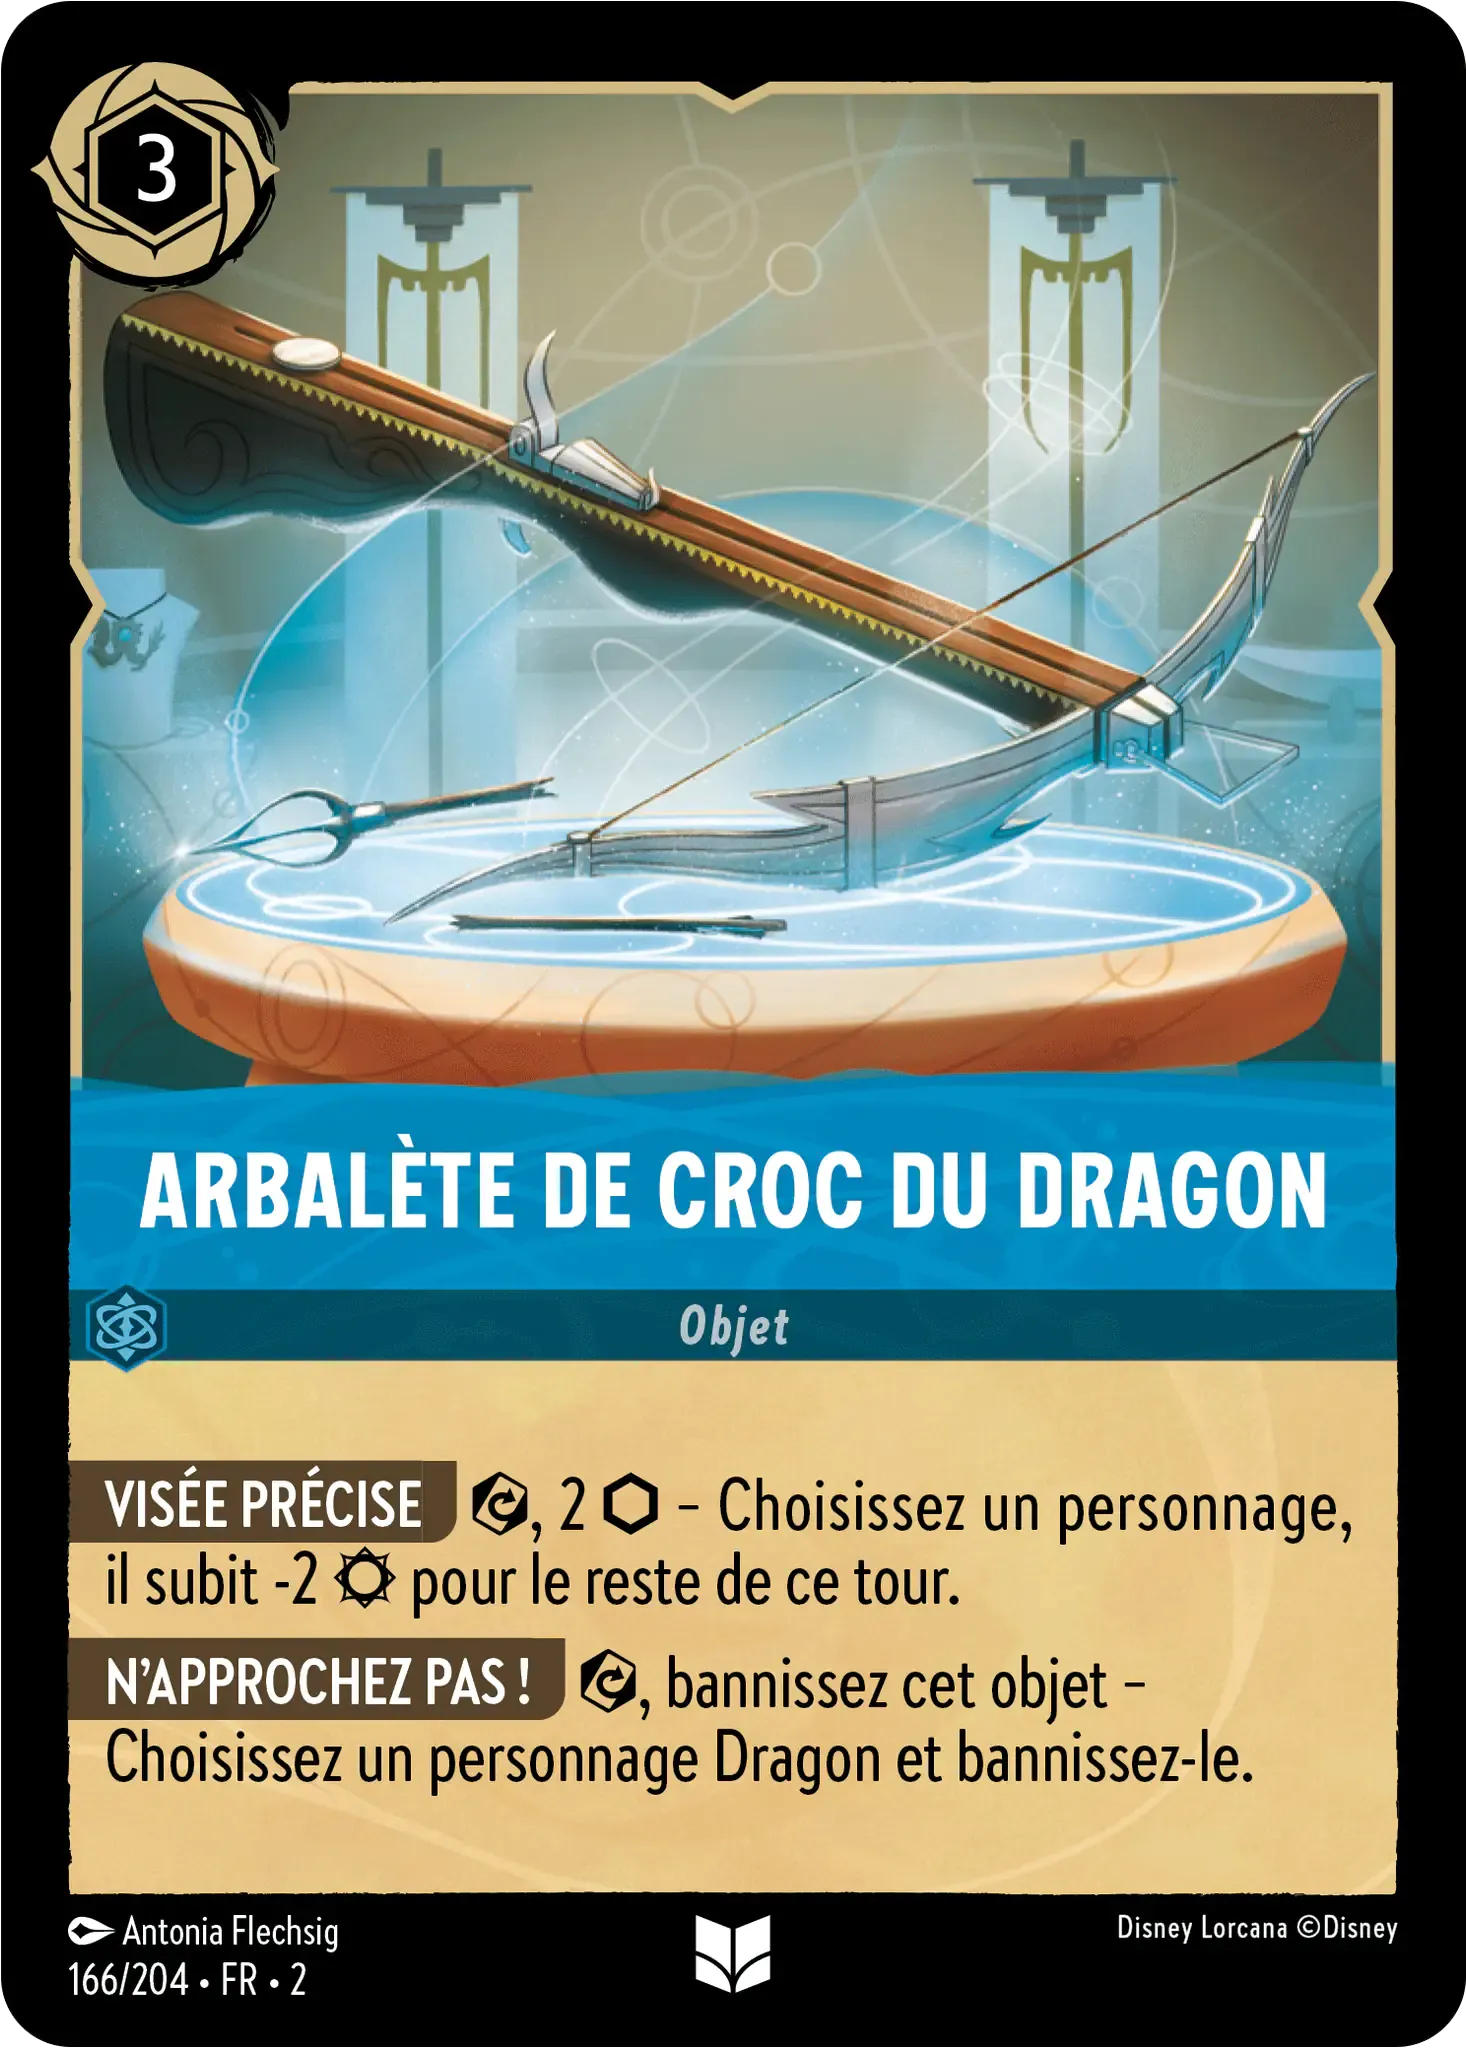 3
ARBALÈTE DE CROC DU DRAGON
Objet
VISÉE PRÉCISE , 2 – Choisissez un personnage,
il subit -2 pour le reste de ce tour.
N'APPROCHEZ PAS ! , bannissez cet objet –
Choisissez un personnage Dragon et bannissez-le.
Antonia Flechsig
Disney Lorcana ©Disney
166/204 • FR • 2